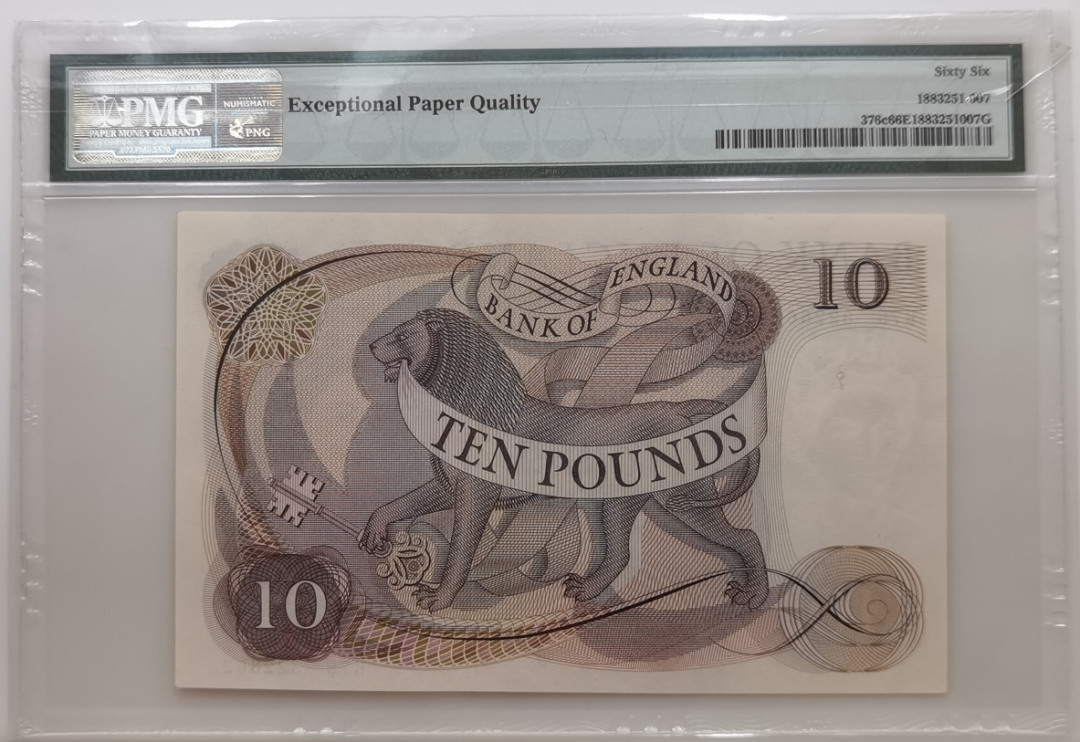 PMG
PAPER MONEY GUARANTY
NUMISMATIC
PNG
Exceptional Paper Quality
Sixty Six
376c66E1883251007G
BANK OF ENGLAND
10
TEN POUNDS
10